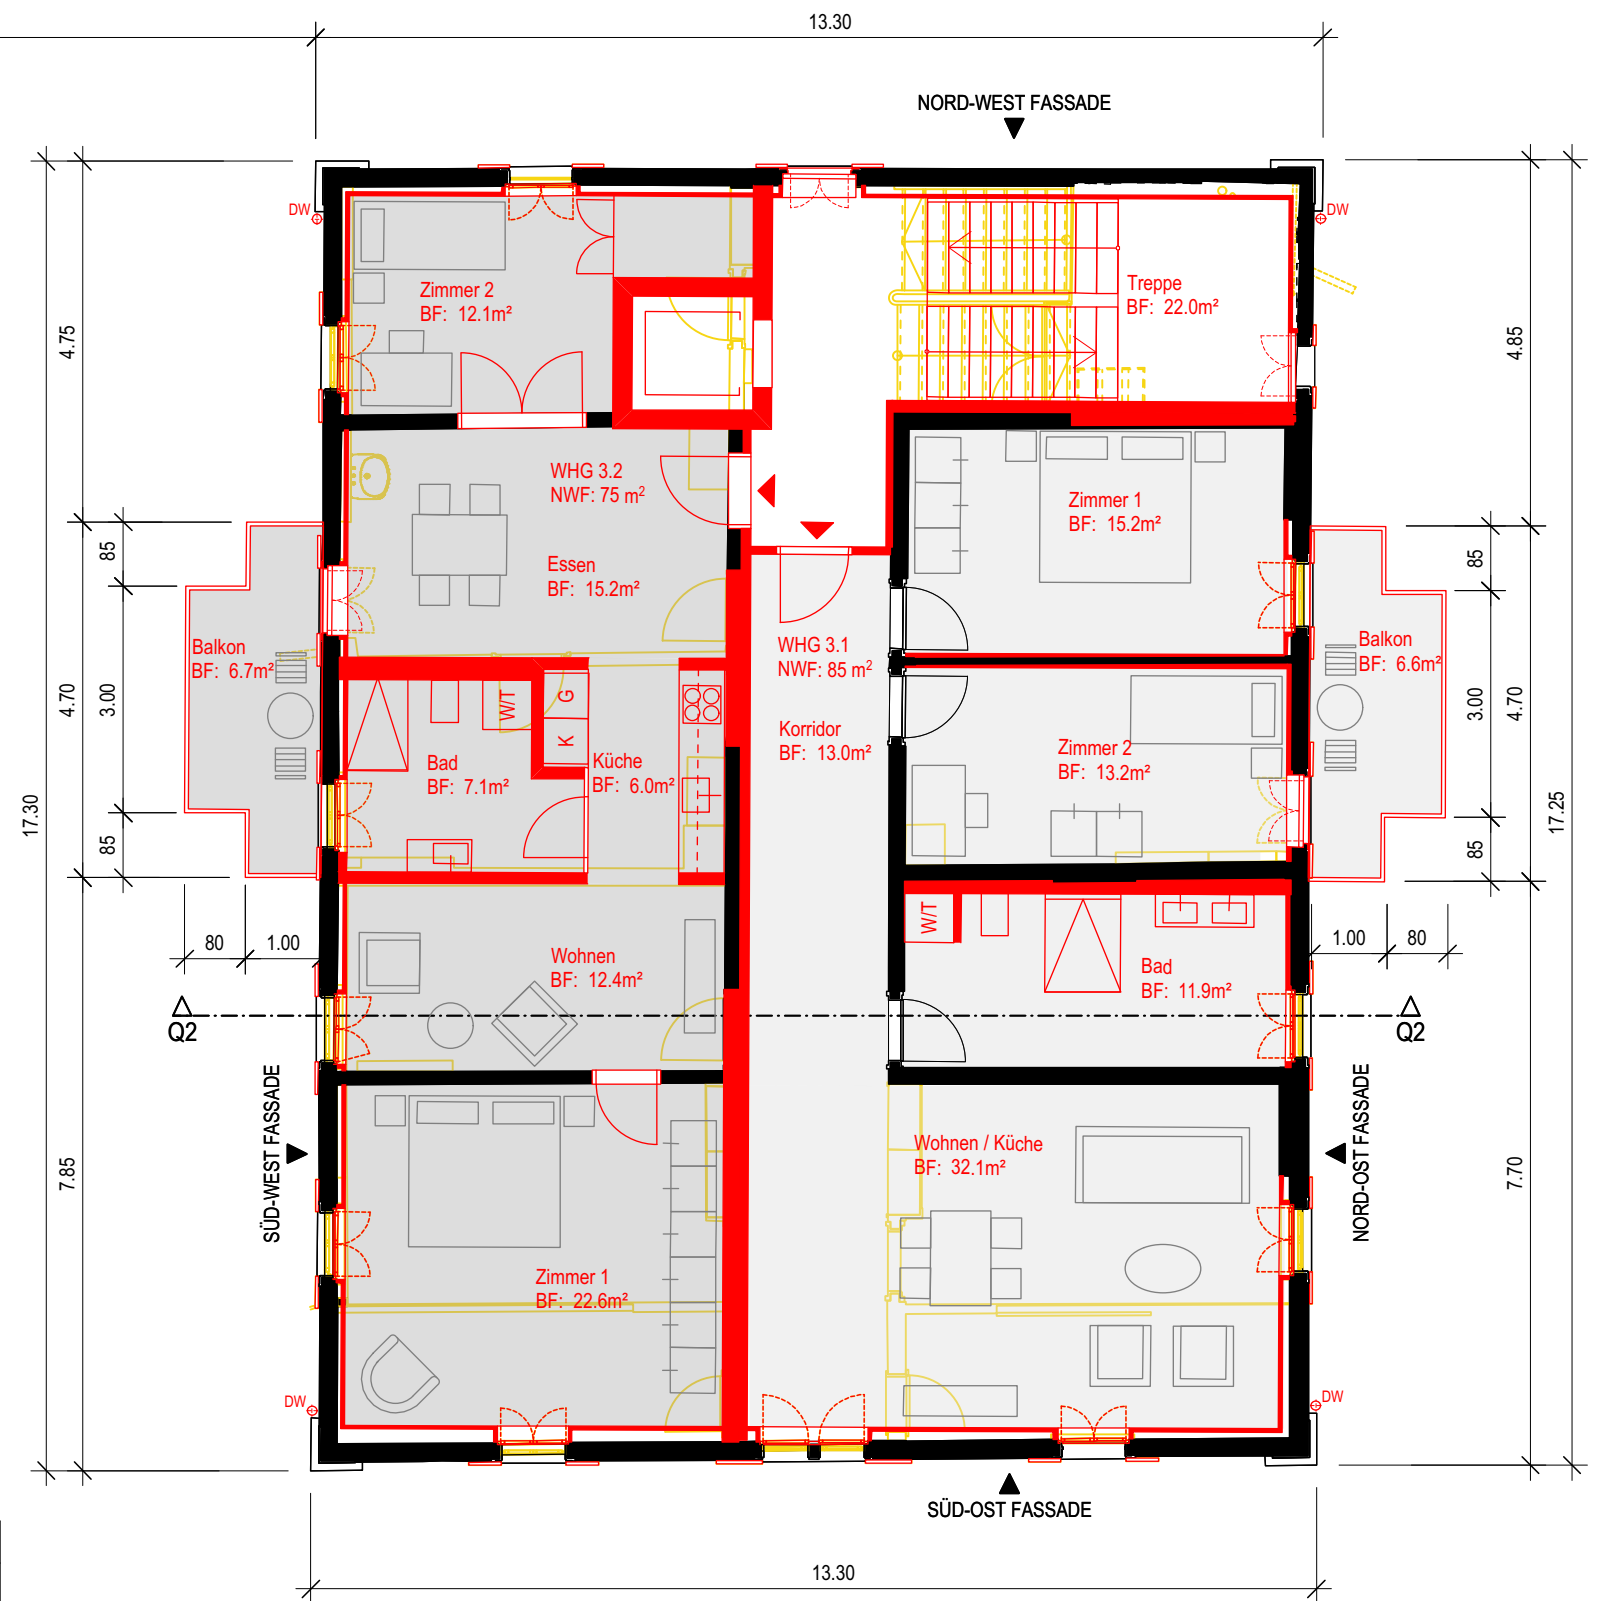 13.30
NORD-WEST FASSADE
DW
DW
Zimmer 2
BF: 12.1m²
Treppe
BF: 22.0m²
4.75
4.85
WHG 3.2
NWF: 75 m²
Zimmer 1
BF: 15.2m²
85
85
Essen
BF: 15.2m²
Balkon
BF: 6.7m²
WHG 3.1
NWF: 85 m²
Balkon
BF: 6.6m²
4.70
3.00
W/T
G
K
3.00
4.70
Korridor
BF: 13.0m²
Zimmer 2
BF: 13.2m²
Bad
BF: 7.1m²
Küche
BF: 6.0m²
17.30
17.25
85
85
80
1.00
W/T
1.00
80
Wohnen
BF: 12.4m²
Bad
BF: 11.9m²
Q2
Q2
SÜD-WEST FASSADE
NORD-OST FASSADE
7.85
7.70
Wohnen / Küche
BF: 32.1m²
Zimmer 1
BF: 22.6m²
DW
DW
SÜD-OST FASSADE
13.30